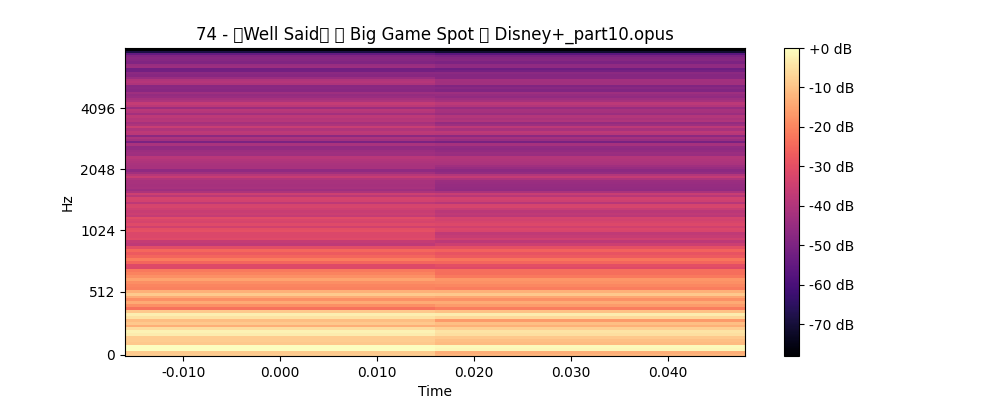 74 - ▯Well Said▯ ▯ Big Game Spot ▯ Disney+_part10.opus
+0 dB
4096
-10 dB
-20 dB
2048
-30 dB
Hz
-40 dB
1024
-50 dB
512
-60 dB
-70 dB
0
-0.010 0.000 0.010 0.020 0.030 0.040
Time